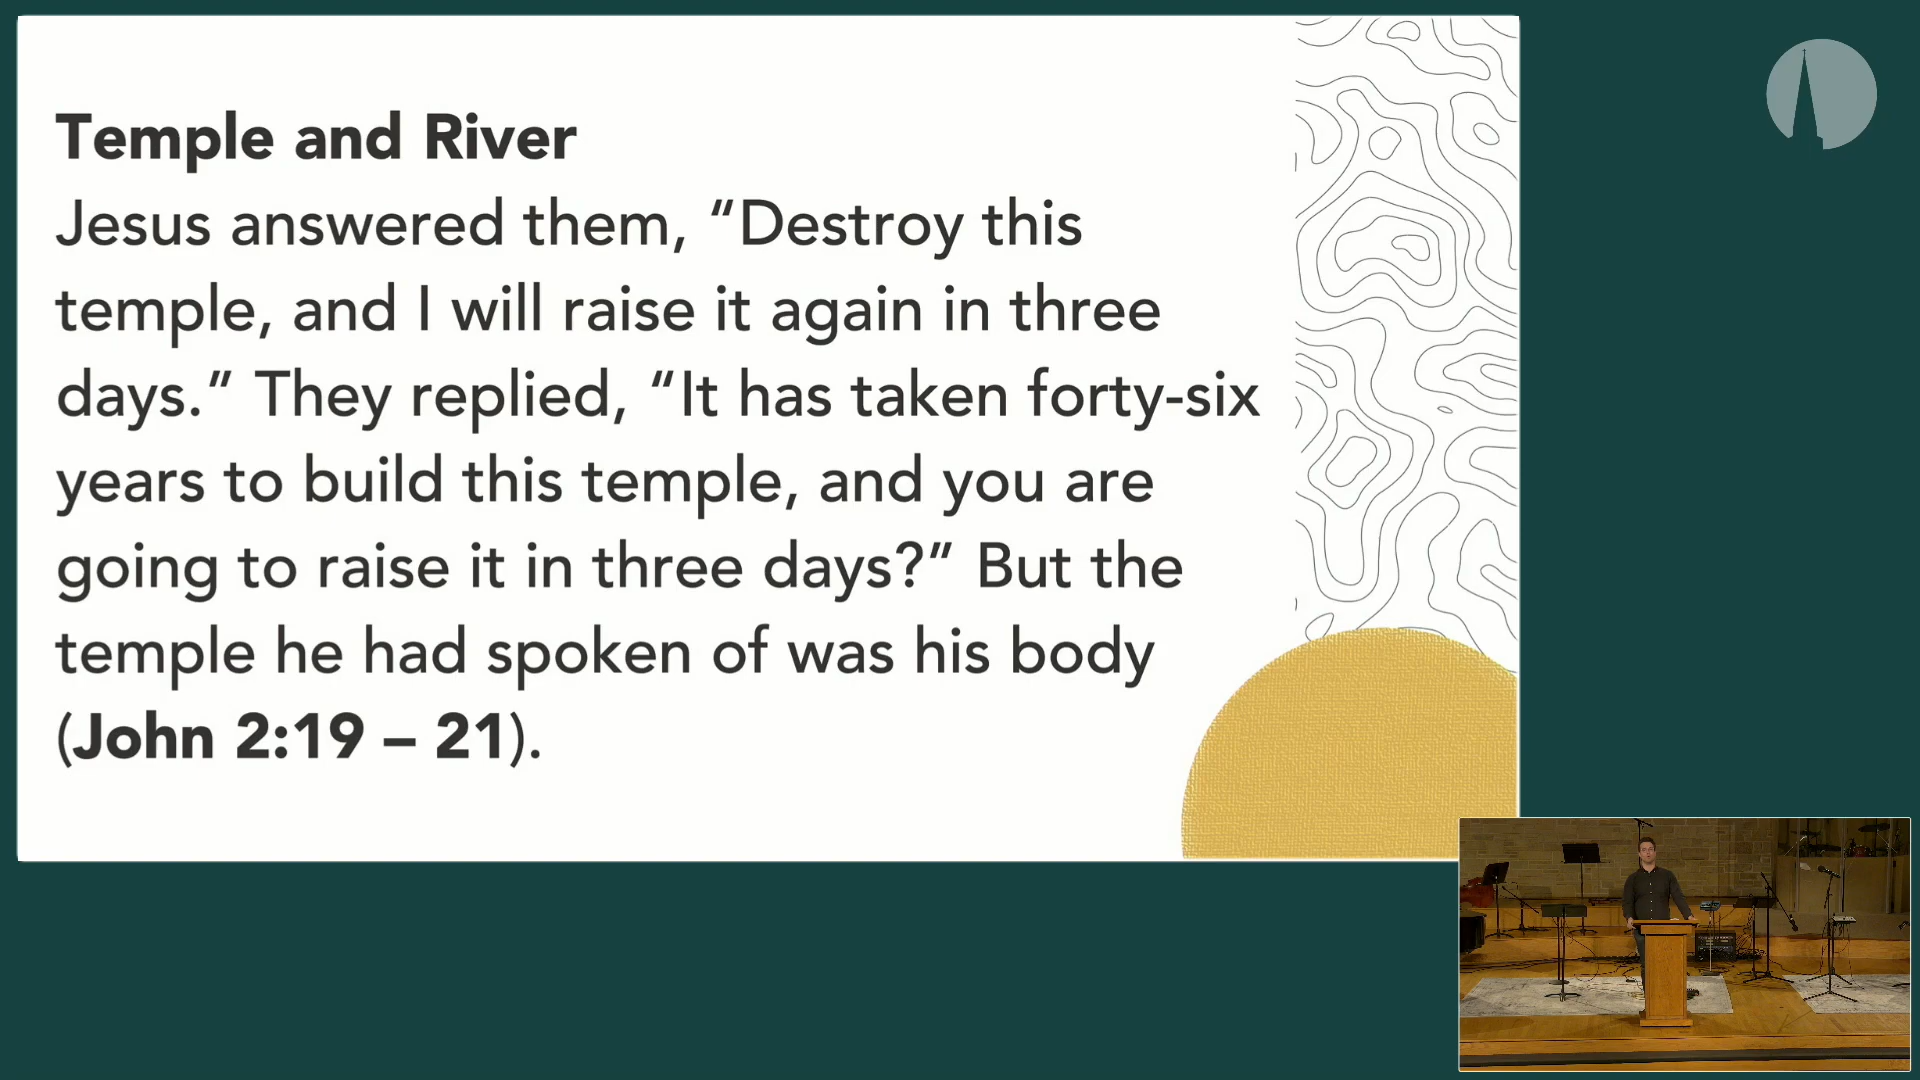 Temple and River
Jesus answered them, “Destroy this
temple, and I will raise it again in three
days.” They replied, “It has taken forty-six
years to build this temple, and you are
going to raise it in three days?” But the
temple he had spoken of was his body
(John 2:19 – 21).